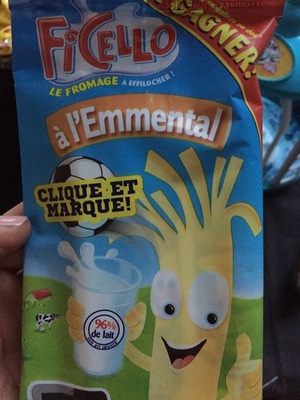 GAGNER!
FiCELLO
LE FROMAGE À EFFILOCHER!
à l'Emmental
CLIQUE ET
MARQUE!
96%
de lait